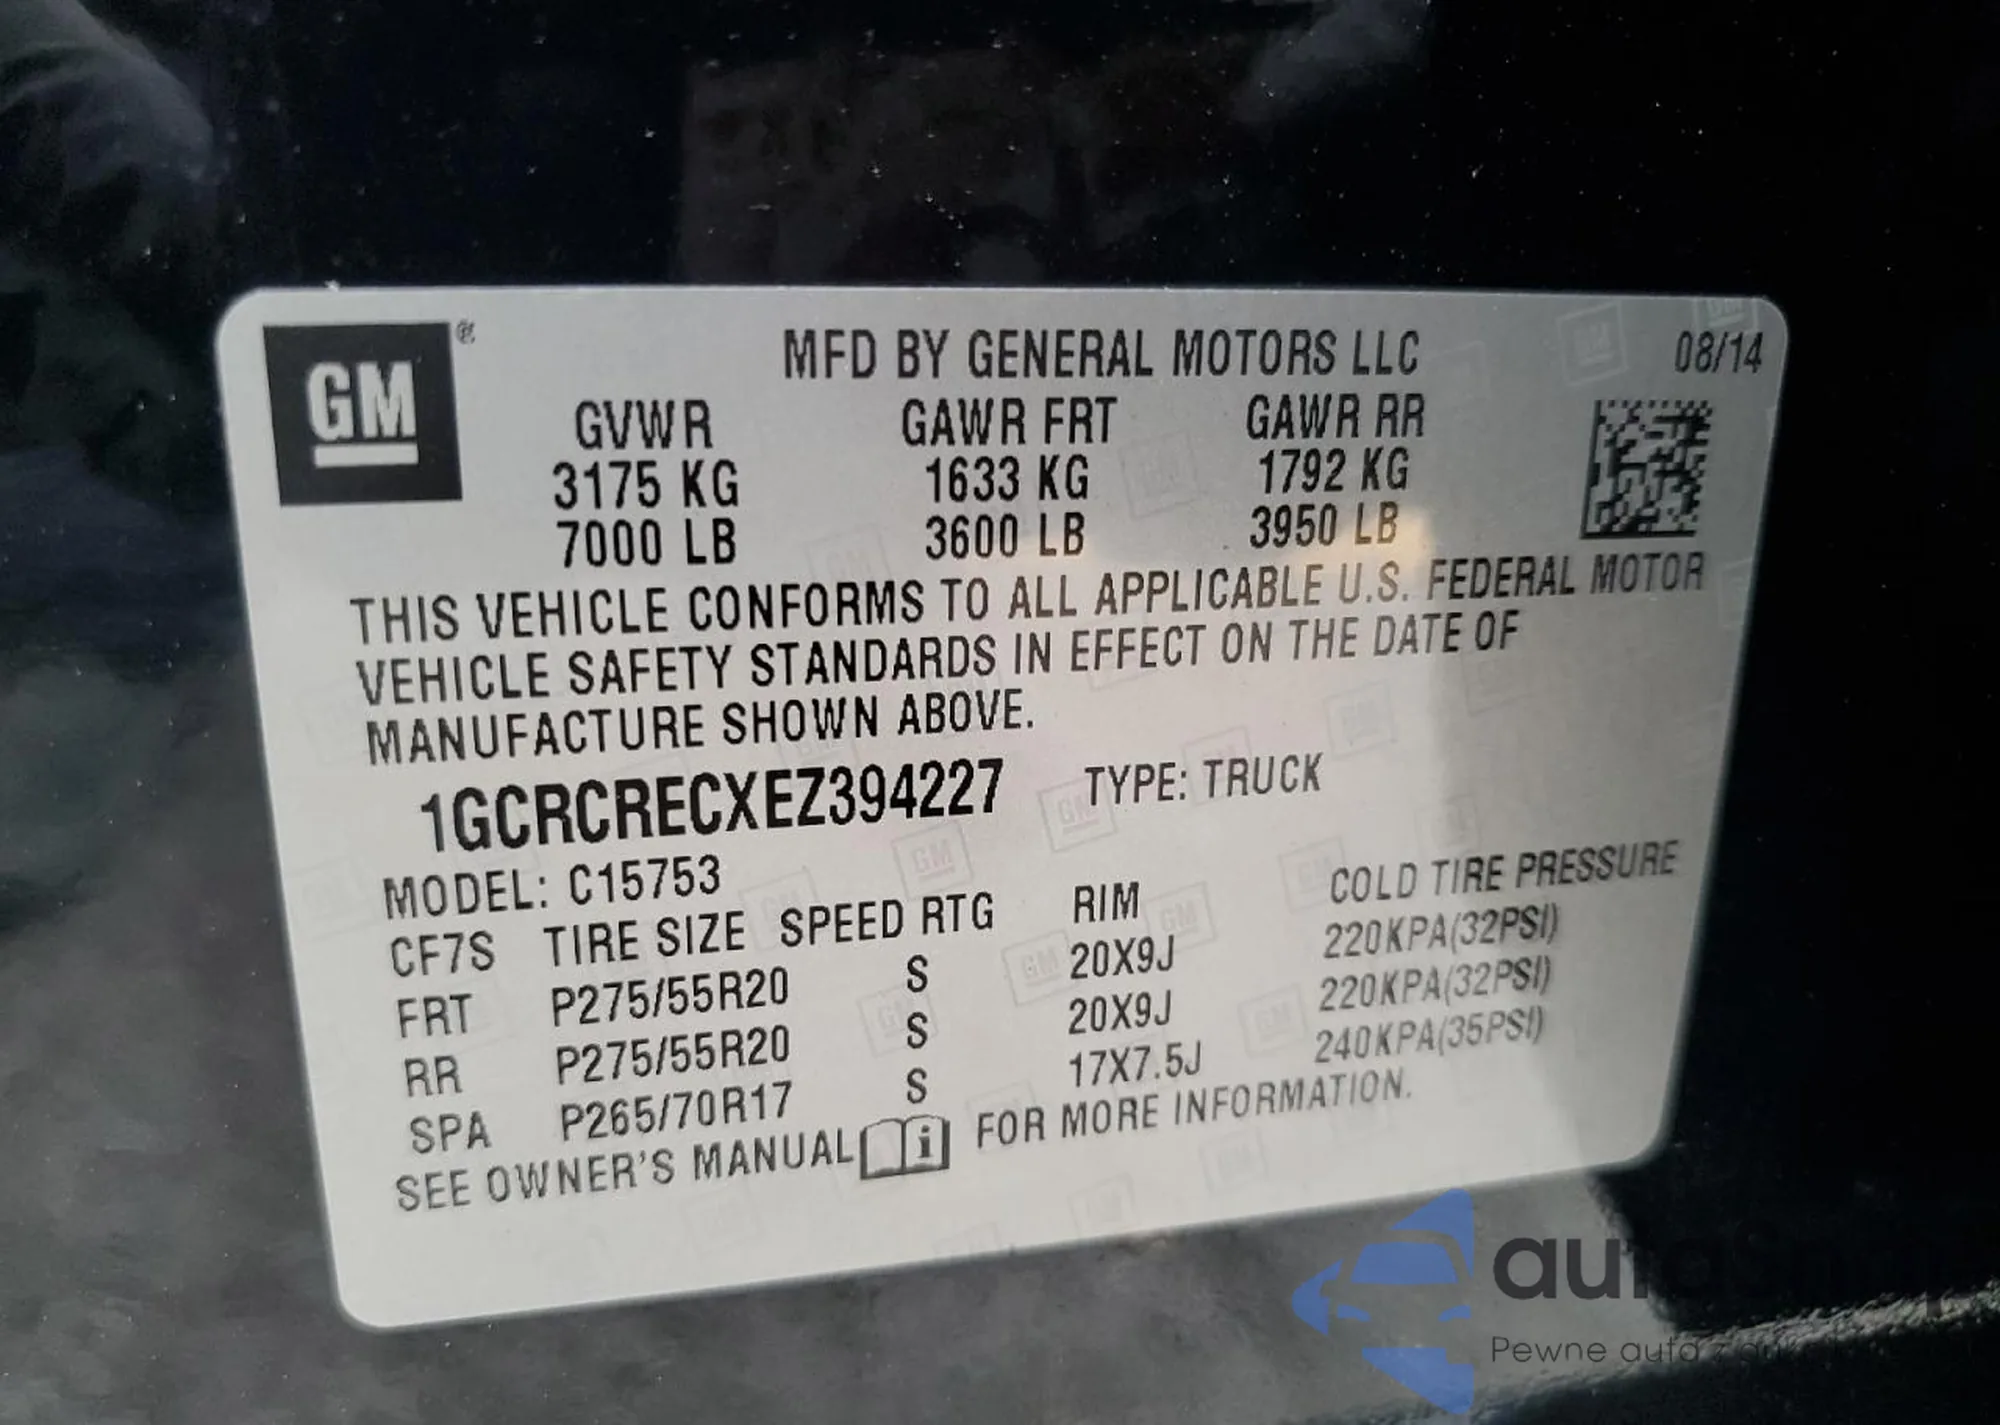 GM®
MFD BY GENERAL MOTORS LLC 08/14
GVWR GAWR FRT GAWR RR
3175 KG 1633 KG 1792 KG
7000 LB 3600 LB 3950 LB
THIS VEHICLE CONFORMS TO ALL APPLICABLE U.S. FEDERAL MOTOR
VEHICLE SAFETY STANDARDS IN EFFECT ON THE DATE OF
MANUFACTURE SHOWN ABOVE.
1GCRCRECXEZ394227 TYPE: TRUCK
MODEL: C15753
CF7S TIRE SIZE SPEED RTG RIM COLD TIRE PRESSURE
FRT P275/55R20 S 20X9J 220KPA(32PSI)
RR P275/55R20 S 20X9J 220KPA(32PSI)
SPA P265/70R17 S 17X7.5J 240KPA(35PSI)
SEE OWNER'S MANUAL FOR MORE INFORMATION.
Pewne auto z